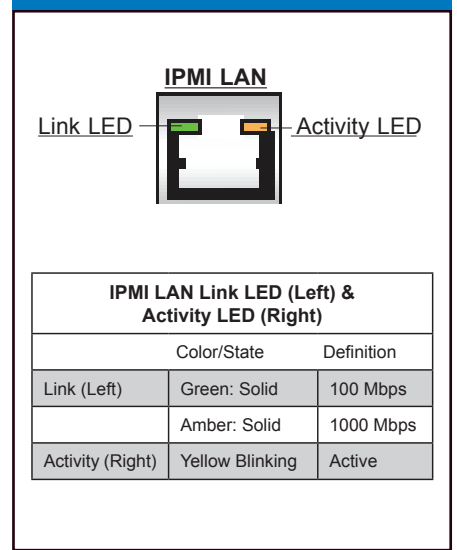 IPMI LAN
Link LED
Activity LED
IPMI LAN Link LED (Left) &
Activity LED (Right)
Color/State Definition
Link (Left) Green: Solid 100 Mbps
Amber: Solid 1000 Mbps
Activity (Right) Yellow Blinking Active